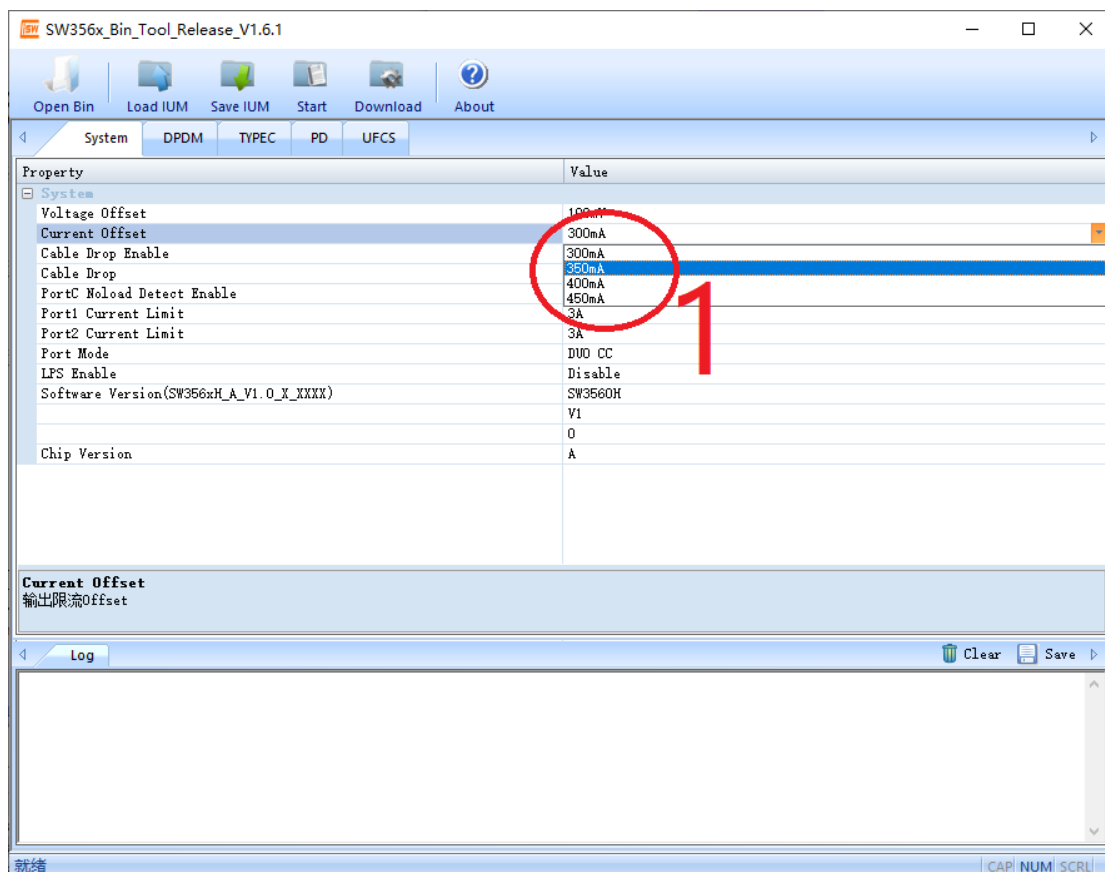 SW356x_Bin_Tool_Release_V1.6.1
Open Bin Load IUM Save IUM Start Download About
System DPDM TYPEC PD UFCS
Property Value
System
Voltage Offset 100mV
Current Offset 300mA
300mA
Cable Drop Enable
350mA
Cable Drop
400mA
PortC Noload Detect Enable
450mA
1
Port1 Current Limit 3A
Port2 Current Limit 3A
Port Mode DUO CC
LPS Enable Disable
Software Version(SW356xH_A_V1.0_X_XXXX) SW3560H
V1
0
Chip Version A
Current Offset
输出限流Offset
Log Clear Save
就绪 CAP NUM SCRL